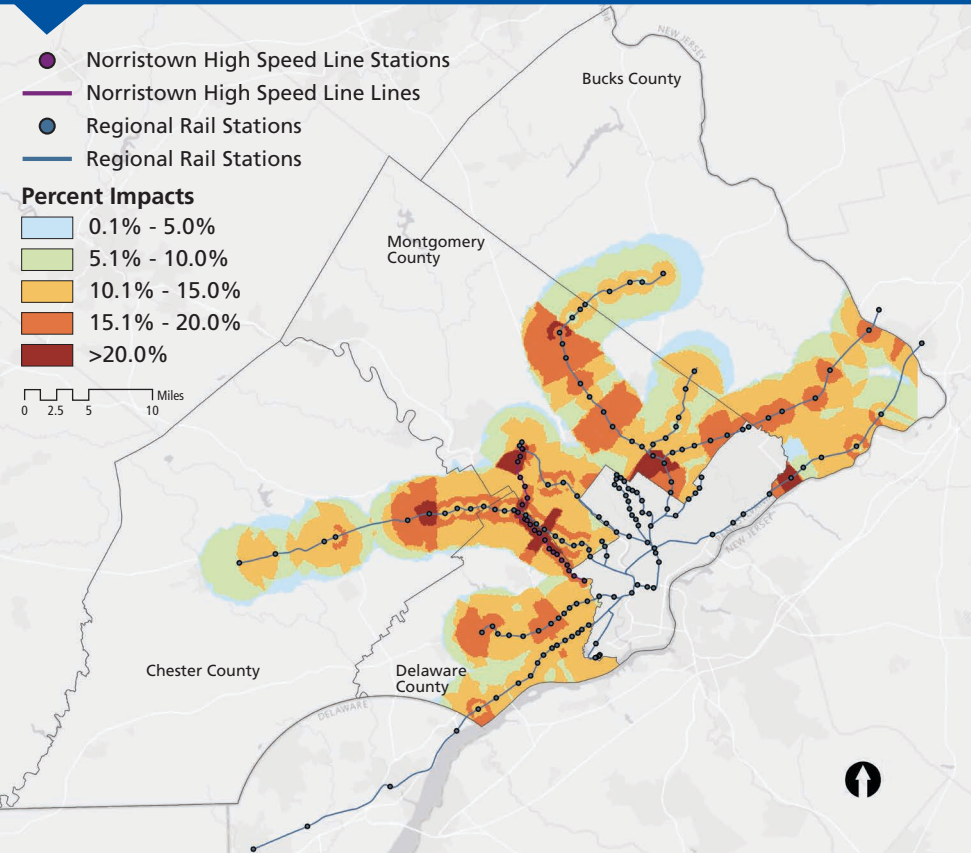 Norristown High Speed Line Stations
Norristown High Speed Line Lines
Regional Rail Stations
Regional Rail Stations
Percent Impacts
0.1% - 5.0%
5.1% - 10.0%
10.1% - 15.0%
15.1% - 20.0%
>20.0%
Miles
0 2.5 5 10
NEW JERSEY
Bucks County
Montgomery
County
NEW JERSEY
Chester County
Delaware
County
DELAWARE